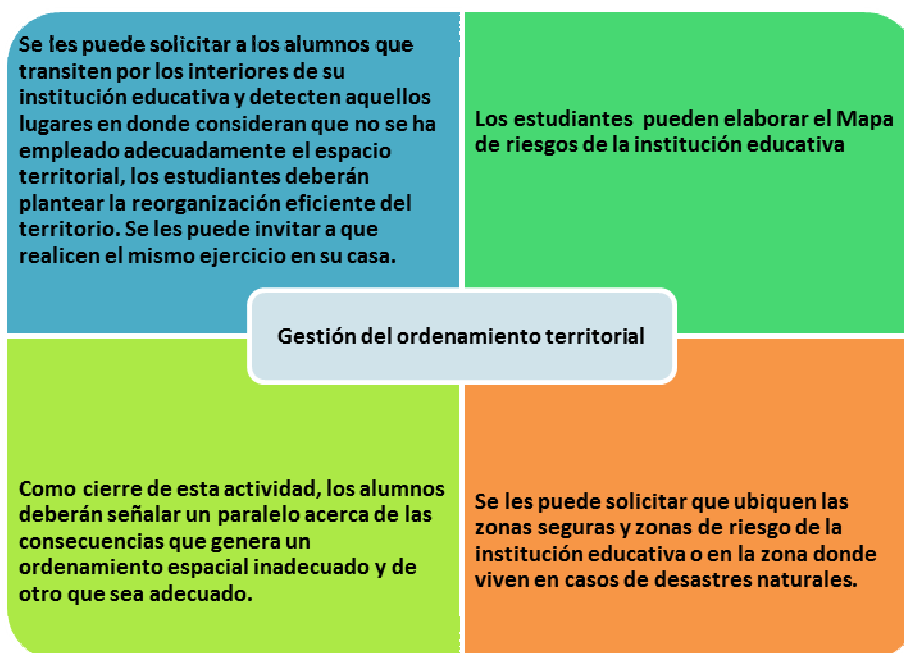 Se les puede solicitar a los alumnos que
transiten por los interiores de su
institución educativa y detecten aquellos
lugares en donde consideran que no se ha
empleado adecuadamente el espacio
territorial, los estudiantes deberán
plantear la reorganización eficiente del
territorio. Se les puede invitar a que
realicen el mismo ejercicio en su casa.
Los estudiantes pueden elaborar el Mapa
de riesgos de la institución educativa
Gestión del ordenamiento territorial
Como cierre de esta actividad, los alumnos
deberán señalar un paralelo acerca de las
consecuencias que genera un
ordenamiento espacial inadecuado y de
otro que sea adecuado.
Se les puede solicitar que ubiquen las
zonas seguras y zonas de riesgo de la
institución educativa o en la zona donde
viven en casos de desastres naturales.